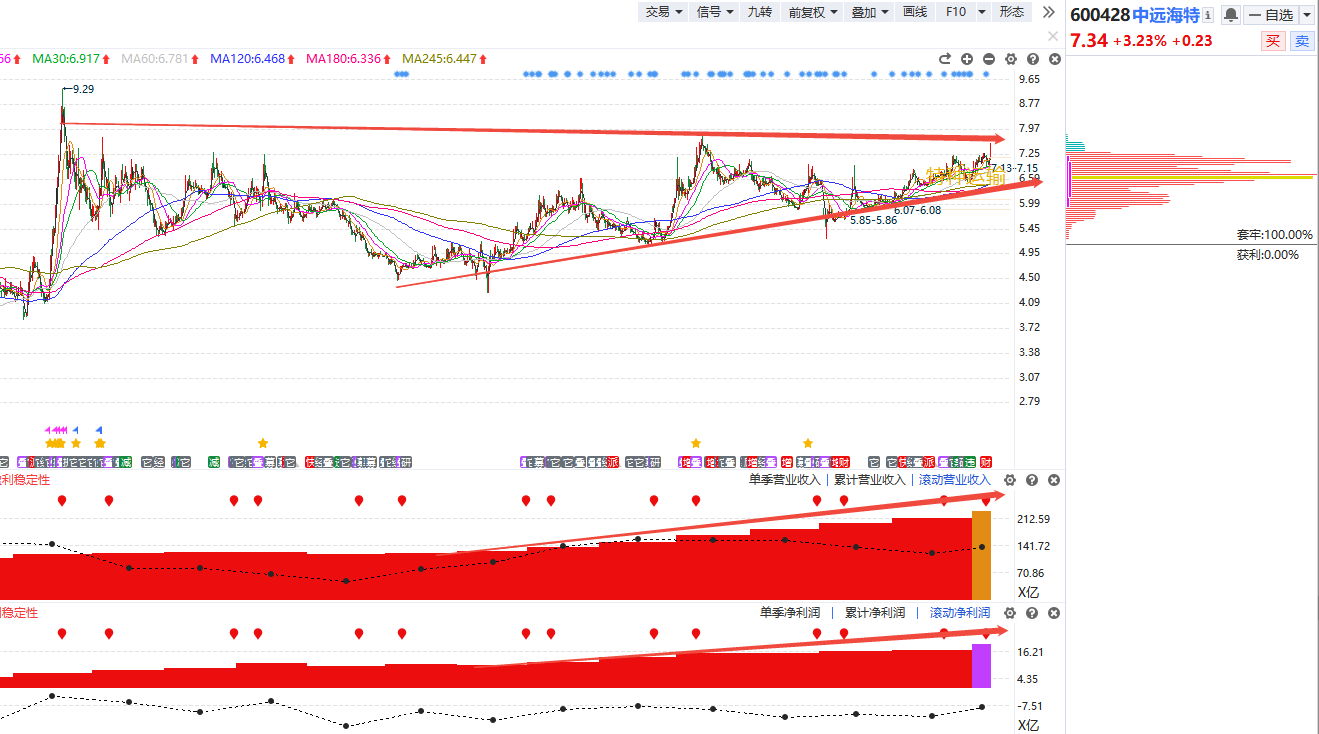 交易 信号 九转 前复权 叠加 画线 F10 形态
600428 中远海特
自选
7.34 +3.23% +0.23 买 卖
56 MA30:6.917 MA60:6.781 MA120:6.468 MA180:6.336 MA245:6.447
9.65
9.29
8.77
7.97
7.25
7.13-7.15
6.59
5.99
6.07-6.08
5.85-5.86
5.45
套牢:100.00%
4.95
获利:0.00%
4.50
4.09
3.72
3.38
3.07
2.79
利稳定性 单季营业收入 累计营业收入 滚动营业收入
212.59
141.72
70.86
X亿
利稳定性 单季净利润 累计净利润 滚动净利润
16.21
4.35
-7.51
X亿